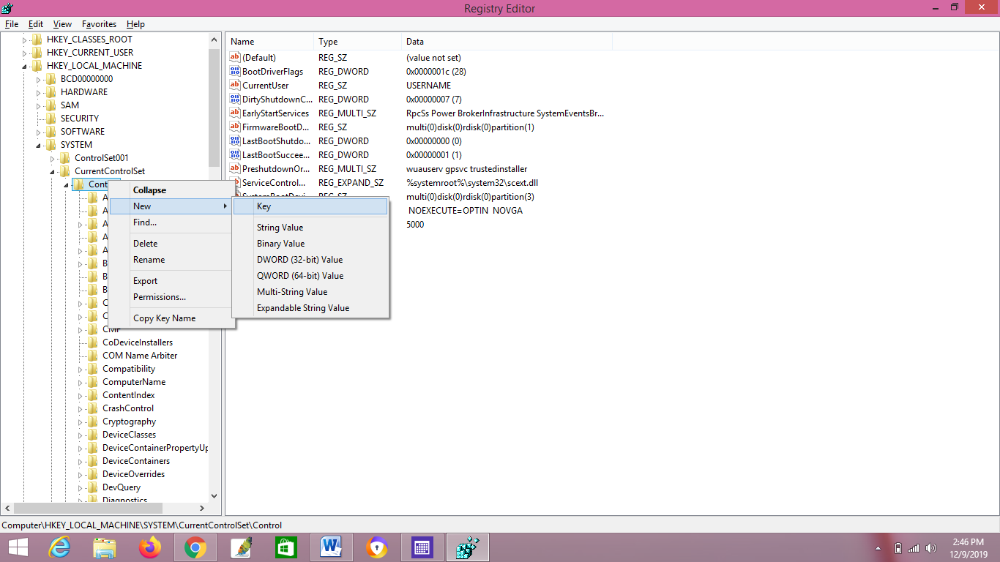 Registry Editor
File Edit View Favorites Help
HKEY_CLASSES_ROOT
HKEY_CURRENT_USER
HKEY_LOCAL_MACHINE
BCD00000000
HARDWARE
SAM
SECURITY
SOFTWARE
SYSTEM
ControlSet001
CurrentControlSet
CoDeviceInstallers
COM Name Arbiter
Compatibility
ComputerName
ContentIndex
CrashControl
Cryptography
DeviceClasses
DeviceContainerPropertyUp
DeviceContainers
DeviceOverrides
DevQuery
Diagnostics
Collapse
New
Find...
Delete
Rename
Export
Permissions...
Copy Key Name
Key
String Value
Binary Value
DWORD (32-bit) Value
QWORD (64-bit) Value
Multi-String Value
Expandable String Value
Name Type Data
(Default) REG_SZ (value not set)
BootDriverFlags REG_DWORD 0x0000001c (28)
CurrentUser REG_SZ USERNAME
DirtyShutdownC... REG_DWORD 0x00000007 (7)
EarlyStartServices REG_MULTI_SZ RpcSs Power BrokerInfrastructure SystemEventsBr...
FirmwareBootD... REG_SZ multi(0)disk(0)rdisk(0)partition(1)
LastBootShutdo... REG_DWORD 0x00000000 (0)
LastBootSuccee... REG_DWORD 0x00000001 (1)
PreshutdownOr... REG_MULTI_SZ wuauserv gpsvc trustedinstaller
ServiceControl... REG_EXPAND_SZ %systemroot%\system32\scext.dll
SystemBootDevi... REG_SZ multi(0)disk(0)rdisk(0)partition(3)
NOEXECUTE=OPTIN NOVGA
5000
Computer\HKEY_LOCAL_MACHINE\SYSTEM\CurrentControlSet\Control
2:46 PM
12/9/2019